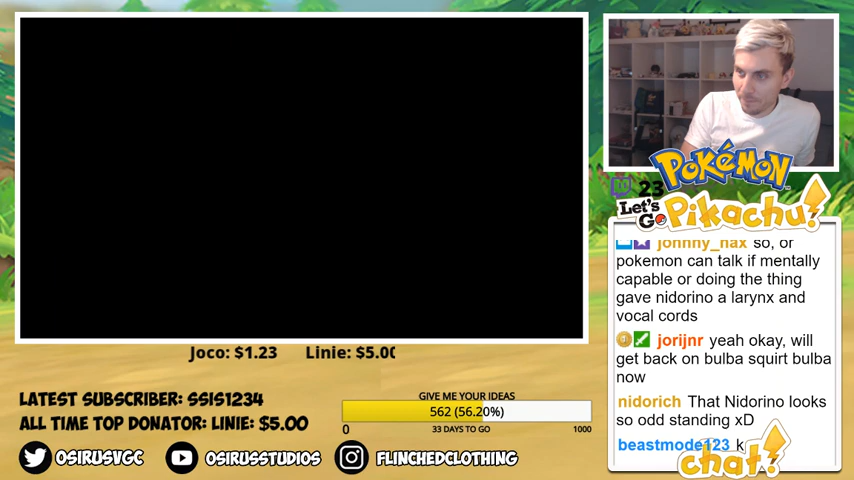 POKéMON
23
Let's Go Pikachu!
johnny_nax so, or
pokemon can talk if mentally
capable or doing the thing
gave nidorino a larynx and
vocal cords
jorijnr yeah okay, will
get back on bulba squirt bulba
now
nidorich That Nidorino looks
so odd standing xD
beastmode123 k
chat!
Joco: $1.23 Linie: $5.00
LATEST SUBSCRIBER: SSIS1234
ALL TIME TOP DONATOR: LINIE: $5.00
GIVE ME YOUR IDEAS
562 (56.20%)
0 33 DAYS TO GO 1000
OSIRUSVGC OSIRUSSTUDIOS FLINCHEDCLOTHING